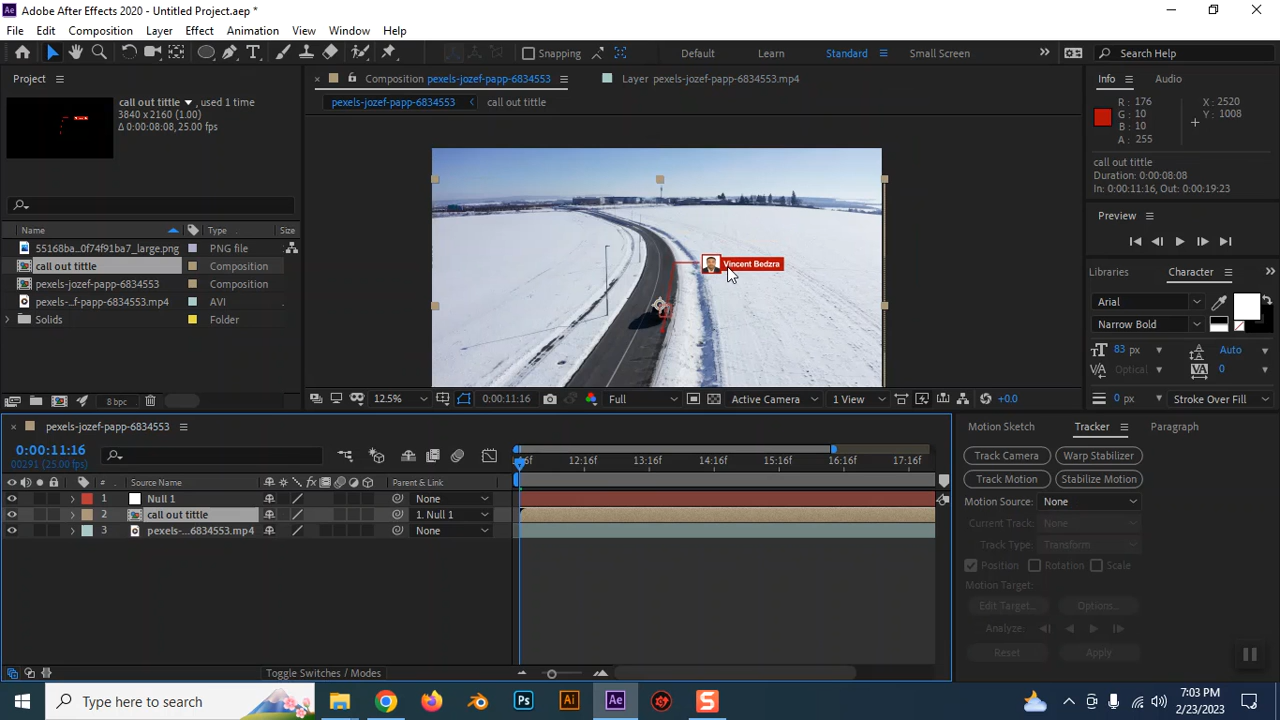 Adobe After Effects 2020 - Untitled Project.aep *
File Edit Composition Layer Effect Animation View Window Help
Snapping Default Learn Standard Small Screen Search Help
Project
call out tittle , used 1 time
3840 x 2160 (1.00)
Δ 0:00:08:08, 25.00 fps
Name Type Size
55168ba_0f74f91ba7_large.png PNG file
call out tittle Composition
pexels-jozef-papp-6834553 Composition
pexels-...f-papp-6834553.mp4 AVI
Solids Folder
8 bpc
Composition pexels-jozef-papp-6834553
Layer pexels-jozef-papp-6834553.mp4
pexels-jozef-papp-6834553 call out tittle
Vincent Bedzra
12.5% 0:00:11:16 Full Active Camera 1 View +0.0
Info Audio
R : 176
G : 10
B : 10
A : 255
X : 2520
Y : 1008
call out tittle
Duration: 0:00:08:08
In: 0:00:11:16, Out: 0:00:19:23
Preview
Libraries Character
Arial
Narrow Bold
83 px Auto
Optical 0
0 px Stroke Over Fill
pexels-jozef-papp-6834553
0:00:11:16
00291 (25.00 fps)
# Source Name Parent & Link
1 Null 1 None
2 call out tittle 1. Null 1
3 pexels-...6834553.mp4 None
:16f 12:16f 13:16f 14:16f 15:16f 16:16f 17:16f
Toggle Switches / Modes
Motion Sketch Tracker Paragraph
Track Camera Warp Stabilizer
Track Motion Stabilize Motion
Motion Source: None
Current Track: None
Track Type: Transform
Position Rotation Scale
Motion Target:
Edit Target... Options...
Analyze:
Reset Apply
Type here to search
7:03 PM
2/23/2023